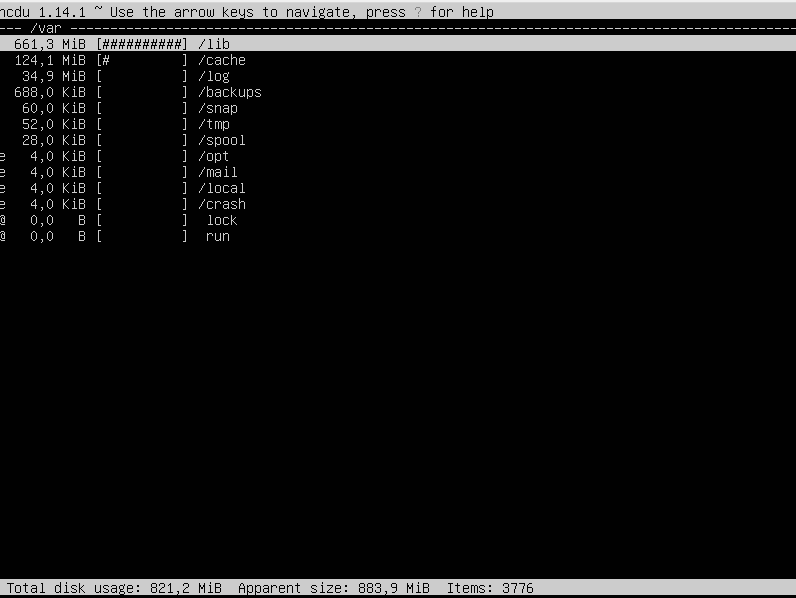 ncdu 1.14.1 ~ Use the arrow keys to navigate, press ? for help
--- /var ----------------------------------------------------------------------------------------------
661,3 MiB [##########] /lib
124,1 MiB [#         ] /cache
34,9 MiB [          ] /log
688,0 KiB [          ] /backups
60,0 KiB [          ] /snap
52,0 KiB [          ] /tmp
28,0 KiB [          ] /spool
e 4,0 KiB [          ] /opt
e 4,0 KiB [          ] /mail
e 4,0 KiB [          ] /local
e 4,0 KiB [          ] /crash
@ 0,0 B [          ] lock
@ 0,0 B [          ] run
Total disk usage: 821,2 MiB Apparent size: 883,9 MiB Items: 3776